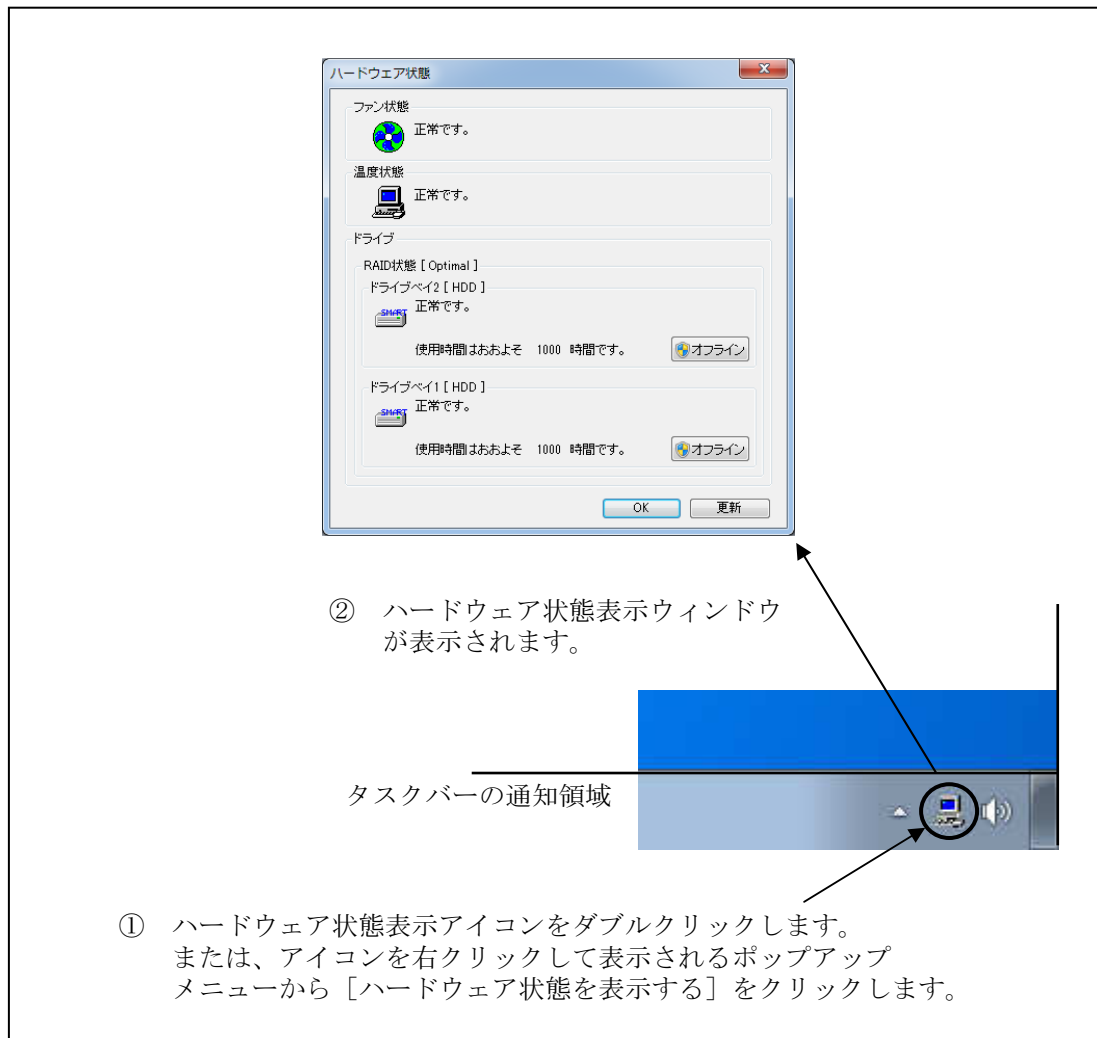 ハードウェア状態
ファン状態
正常です。
温度状態
正常です。
ドライブ
RAID状態 [ Optimal ]
ドライブベイ2 [ HDD ]
SMART
正常です。
使用時間はおおよそ 1000 時間です。
オフライン
ドライブベイ1 [ HDD ]
SMART
正常です。
使用時間はおおよそ 1000 時間です。
オフライン
OK
更新
② ハードウェア状態表示ウィンドウ
が表示されます。
タスクバーの通知領域
① ハードウェア状態表示アイコンをダブルクリックします。
または、アイコンを右クリックして表示されるポップアップ
メニューから［ハードウェア状態を表示する］をクリックします。